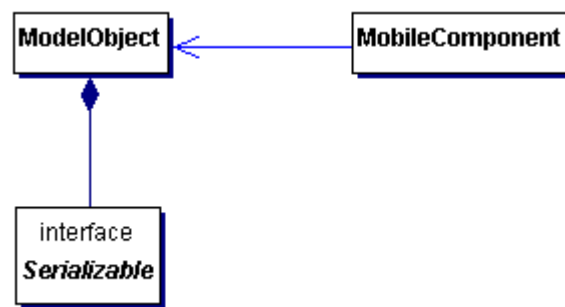 ModelObject
MobileComponent
interface
Serializable